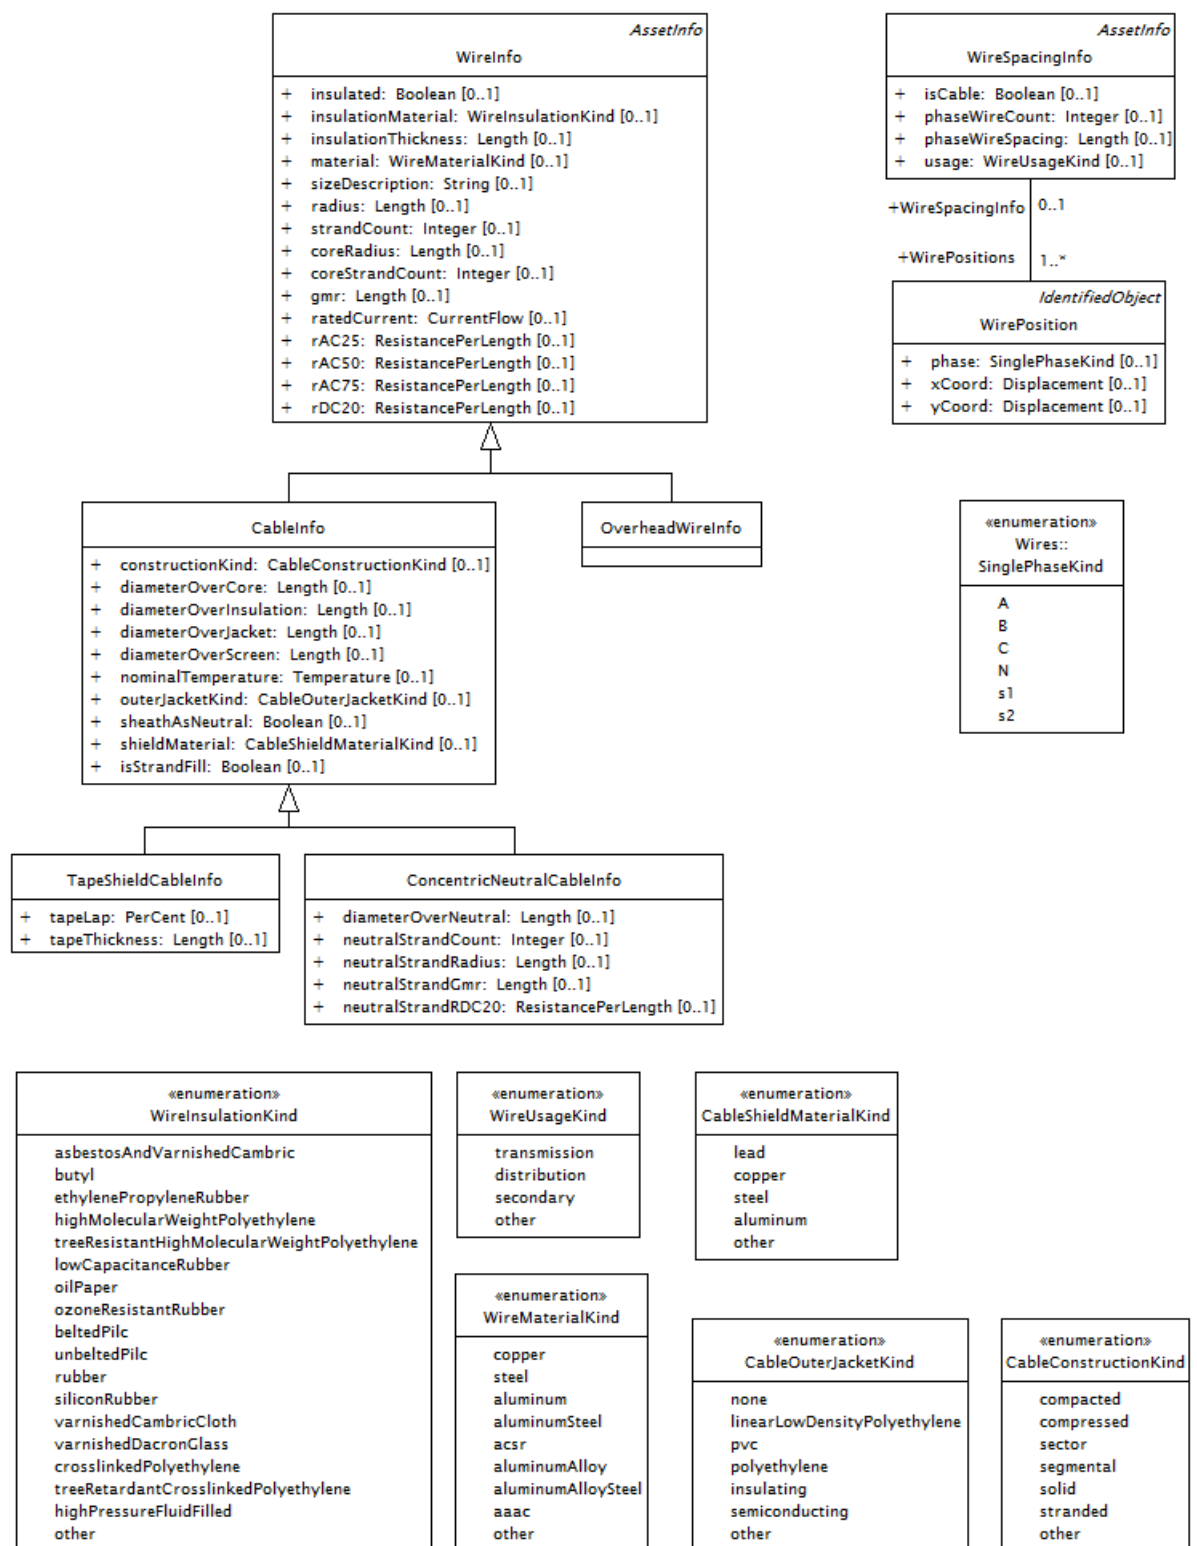 AssetInfo
WireInfo
+ insulated: Boolean [0..1]
+ insulationMaterial: WireInsulationKind [0..1]
+ insulationThickness: Length [0..1]
+ material: WireMaterialKind [0..1]
+ sizeDescription: String [0..1]
+ radius: Length [0..1]
+ strandCount: Integer [0..1]
+ coreRadius: Length [0..1]
+ coreStrandCount: Integer [0..1]
+ gmr: Length [0..1]
+ ratedCurrent: CurrentFlow [0..1]
+ rAC25: ResistancePerLength [0..1]
+ rAC50: ResistancePerLength [0..1]
+ rAC75: ResistancePerLength [0..1]
+ rDC20: ResistancePerLength [0..1]
AssetInfo
WireSpacingInfo
+ isCable: Boolean [0..1]
+ phaseWireCount: Integer [0..1]
+ phaseWireSpacing: Length [0..1]
+ usage: WireUsageKind [0..1]
+WireSpacingInfo 0..1
+WirePositions 1..*
IdentifiedObject
WirePosition
+ phase: SinglePhaseKind [0..1]
+ xCoord: Displacement [0..1]
+ yCoord: Displacement [0..1]
CableInfo
+ constructionKind: CableConstructionKind [0..1]
+ diameterOverCore: Length [0..1]
+ diameterOverInsulation: Length [0..1]
+ diameterOverJacket: Length [0..1]
+ diameterOverScreen: Length [0..1]
+ nominalTemperature: Temperature [0..1]
+ outerJacketKind: CableOuterJacketKind [0..1]
+ sheathAsNeutral: Boolean [0..1]
+ shieldMaterial: CableShieldMaterialKind [0..1]
+ isStrandFill: Boolean [0..1]
OverheadWireInfo
«enumeration»
Wires::
SinglePhaseKind
A
B
C
N
s1
s2
TapeShieldCableInfo
+ tapeLap: PerCent [0..1]
+ tapeThickness: Length [0..1]
ConcentricNeutralCableInfo
+ diameterOverNeutral: Length [0..1]
+ neutralStrandCount: Integer [0..1]
+ neutralStrandRadius: Length [0..1]
+ neutralStrandGmr: Length [0..1]
+ neutralStrandRDC20: ResistancePerLength [0..1]
«enumeration»
WireInsulationKind
asbestosAndVarnishedCambric
butyl
ethylenePropyleneRubber
highMolecularWeightPolyethylene
treeResistantHighMolecularWeightPolyethylene
lowCapacitanceRubber
oilPaper
ozoneResistantRubber
beltedPilc
unbeltedPilc
rubber
siliconRubber
varnishedCambricCloth
varnishedDacronGlass
crosslinkedPolyethylene
treeRetardantCrosslinkedPolyethylene
highPressureFluidFilled
other
«enumeration»
WireUsageKind
transmission
distribution
secondary
other
«enumeration»
CableShieldMaterialKind
lead
copper
steel
aluminum
other
«enumeration»
WireMaterialKind
copper
steel
aluminum
aluminumSteel
acsr
aluminumAlloy
aluminumAlloySteel
aaac
other
«enumeration»
CableOuterJacketKind
none
linearLowDensityPolyethylene
pvc
polyethylene
insulating
semiconducting
other
«enumeration»
CableConstructionKind
compacted
compressed
sector
segmental
solid
stranded
other